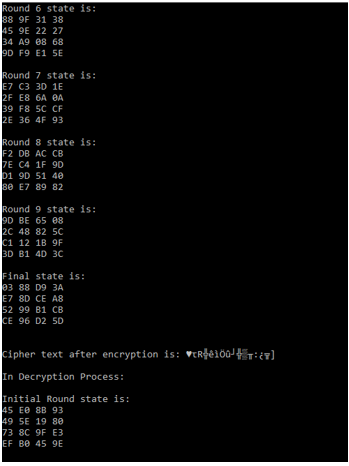 Round 6 state is:
88 9F 31 38
45 9E 22 27
34 A9 08 68
9D F9 E1 5E
Round 7 state is:
E7 C3 3D 1E
2F E8 6A 0A
39 F8 5C CF
2E 36 4F 93
Round 8 state is:
F2 DB AC CB
7E C4 1F 9D
D1 9D 51 40
80 E7 89 82
Round 9 state is:
9D BE 65 08
2C 48 82 5C
C1 12 1B 9F
3D B1 4D 3C
Final state is:
03 88 D9 3A
E7 8D CE A8
52 99 B1 CB
CE 96 D2 5D
Cipher text after encryption is: ♥τR╬êìÖû┘╬▒╥:¿╦]
In Decryption Process:
Initial Round state is:
45 E0 8B 93
49 5E 19 80
73 8C 9F E3
EF B0 45 9E